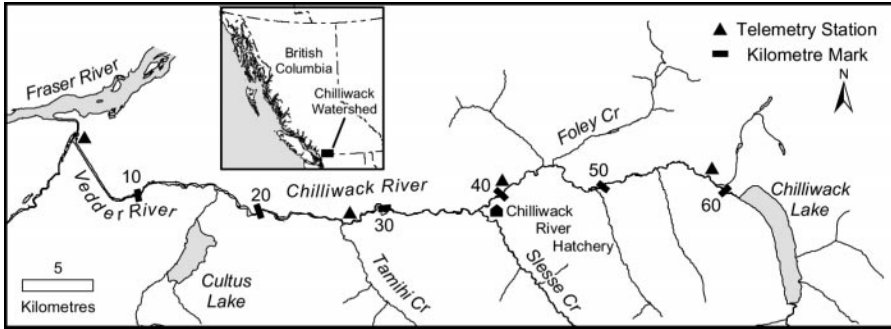 Telemetry Station
Kilometre Mark
N
British
Columbia
Chilliwack
Watershed
Fraser River
Foley Cr
Vedder River
10
20
Chilliwack River
30
40
50
60
Chilliwack
River
Hatchery
Chilliwack
Lake
Cultus
Lake
Tamihi Cr
Slesse Cr
5
Kilometres